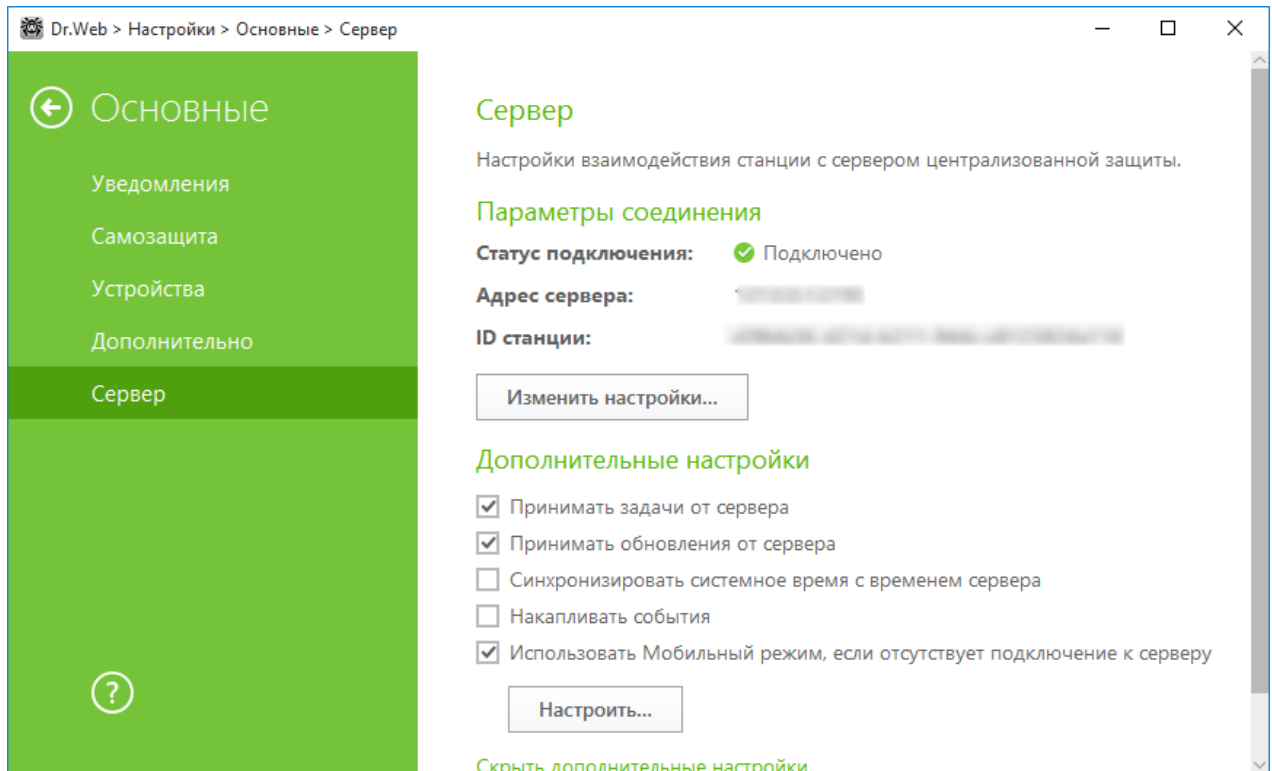 Dr.Web > Настройки > Основные > Сервер
Основные
Уведомления
Самозащита
Устройства
Дополнительно
Сервер
?
Сервер
Настройки взаимодействия станции с сервером централизованной защиты.
Параметры соединения
Статус подключения: Подключено
Адрес сервера:
ID станции:
Изменить настройки...
Дополнительные настройки
Принимать задачи от сервера
Принимать обновления от сервера
Синхронизировать системное время с временем сервера
Накапливать события
Использовать Мобильный режим, если отсутствует подключение к серверу
Настроить...
Скрыть дополнительные настройки